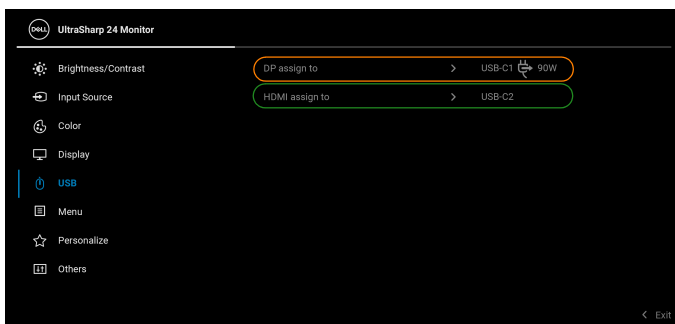 DELL UltraSharp 24 Monitor
Brightness/Contrast
DP assign to > USB-C1 90W
Input Source
HDMI assign to > USB-C2
Color
Display
USB
Menu
Personalize
Others
< Exit